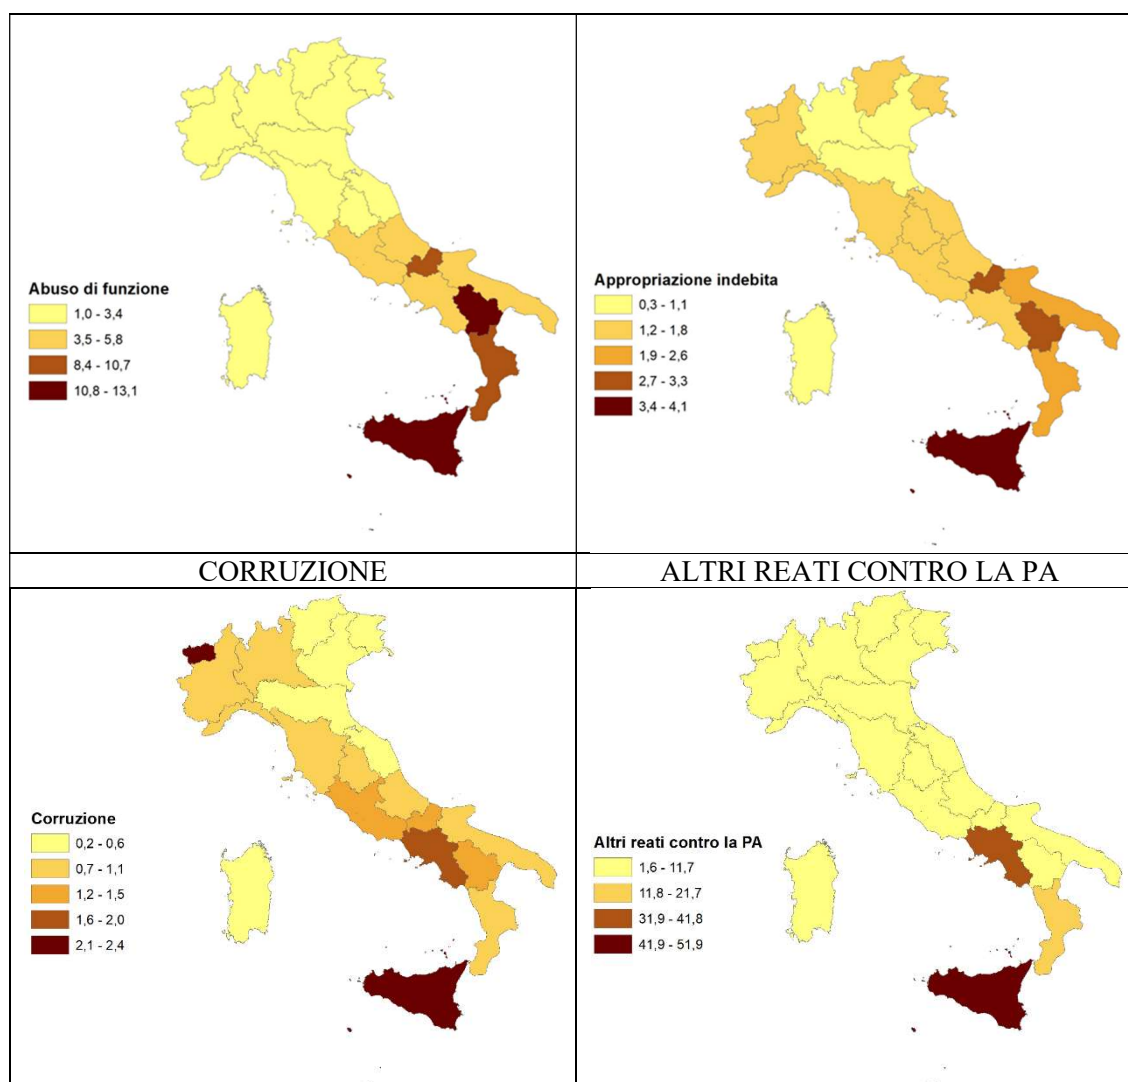 Abuso di funzione
1,0 - 3,4
3,5 - 5,8
8,4 - 10,7
10,8 - 13,1
Appropriazione indebita
0,3 - 1,1
1,2 - 1,8
1,9 - 2,6
2,7 - 3,3
3,4 - 4,1
CORRUZIONE
ALTRI REATI CONTRO LA PA
Corruzione
0,2 - 0,6
0,7 - 1,1
1,2 - 1,5
1,6 - 2,0
2,1 - 2,4
Altri reati contro la PA
1,6 - 11,7
11,8 - 21,7
31,9 - 41,8
41,9 - 51,9